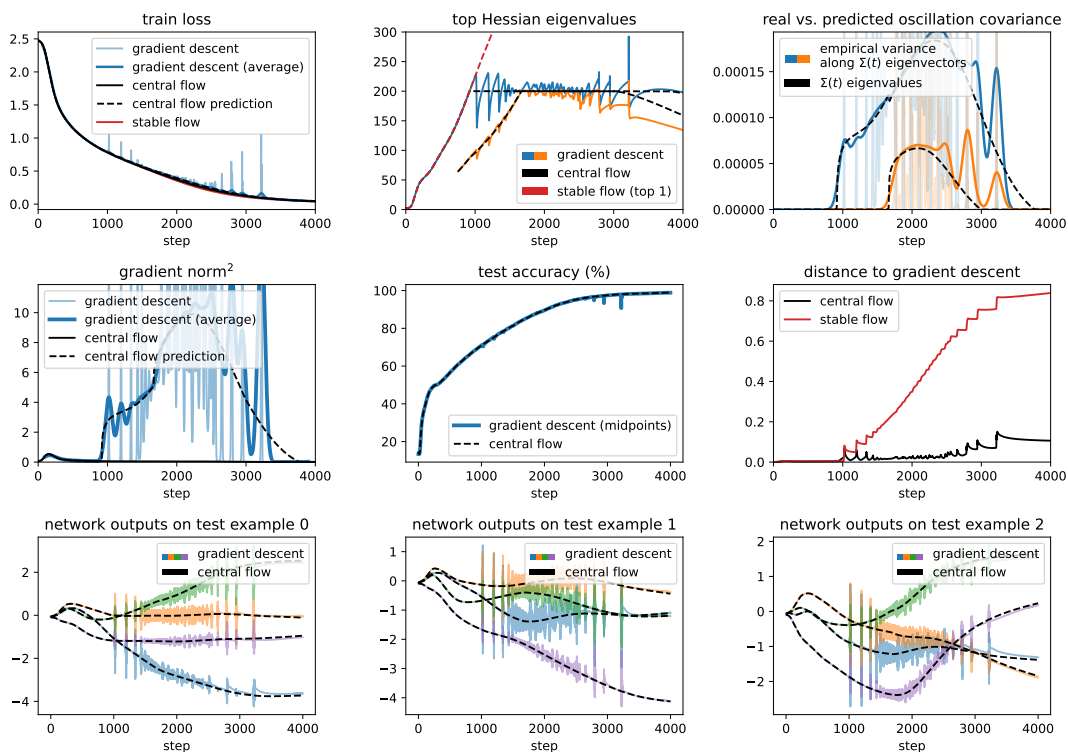 train loss
2.5
2.0
1.5
1.0
0.5
0.0
gradient descent
gradient descent (average)
central flow
central flow prediction
stable flow
0 1000 2000 3000 4000
step
top Hessian eigenvalues
300
250
200
150
100
50
0
gradient descent
central flow
stable flow (top 1)
0 1000 2000 3000 4000
step
real vs. predicted oscillation covariance
0.00015
0.00010
0.00005
0.00000
empirical variance
along Σ(t) eigenvectors
Σ(t) eigenvalues
0 1000 2000 3000 4000
step
gradient norm²
10
8
6
4
2
0
gradient descent
gradient descent (average)
central flow
central flow prediction
0 1000 2000 3000 4000
step
test accuracy (%)
100
80
60
40
20
gradient descent (midpoints)
central flow
0 1000 2000 3000 4000
step
distance to gradient descent
0.8
0.6
0.4
0.2
0.0
central flow
stable flow
0 1000 2000 3000 4000
step
network outputs on test example 0
2
0
−2
−4
gradient descent
central flow
0 1000 2000 3000 4000
step
network outputs on test example 1
1
0
−1
−2
−3
−4
gradient descent
central flow
0 1000 2000 3000 4000
step
network outputs on test example 2
2
1
0
−1
−2
gradient descent
central flow
0 1000 2000 3000 4000
step